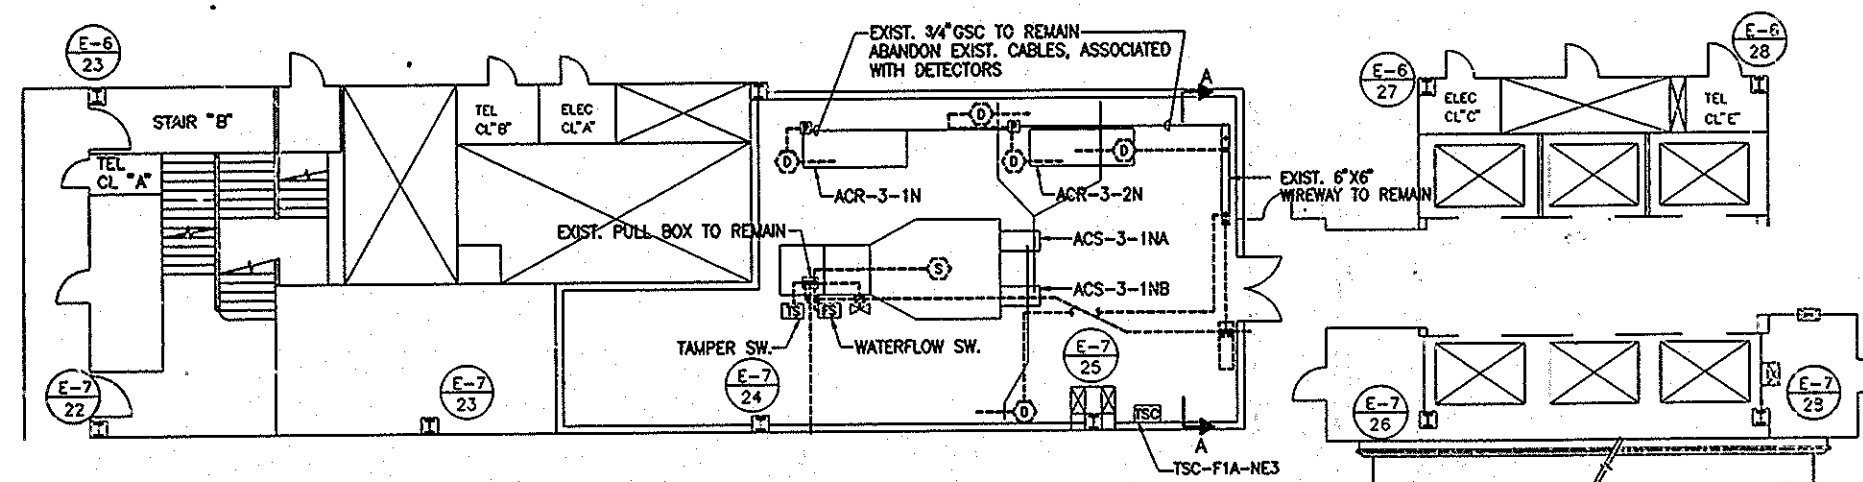 E-6
23
EXIST. 3/4" GSC TO REMAIN
ABANDON EXIST. CABLES, ASSOCIATED
WITH DETECTORS
A
E-6
27
E-6
28
STAIR "B"
TEL
CL"B"
ELEC
CL"A"
D
P
P
ELEC
CL"C"
TEL
CL"E"
TEL
CL "A"
D
D
D
ACR-3-1N
ACR-3-2N
EXIST. 6"X6"
WIREWAY TO REMAIN
EXIST. PULL BOX TO REMAIN
ACS-3-1NA
S
ACS-3-1NB
TS
FS
TAMPER SW.
WATERFLOW SW.
E-7
25
E-7
22
E-7
23
E-7
24
D
TSC
E-7
26
E-7
A
TSC-F1A-NE3